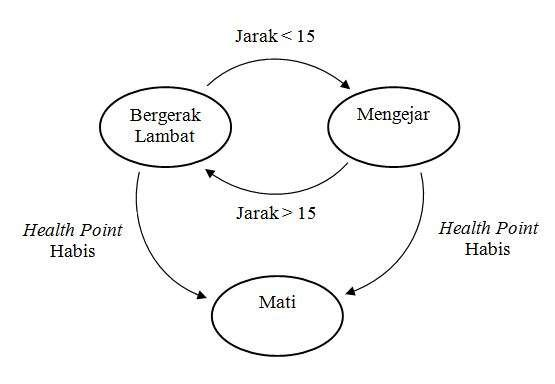 Jarak < 15
Bergerak
Lambat
Mengejar
Jarak > 15
Health Point
Habis
Health Point
Habis
Mati